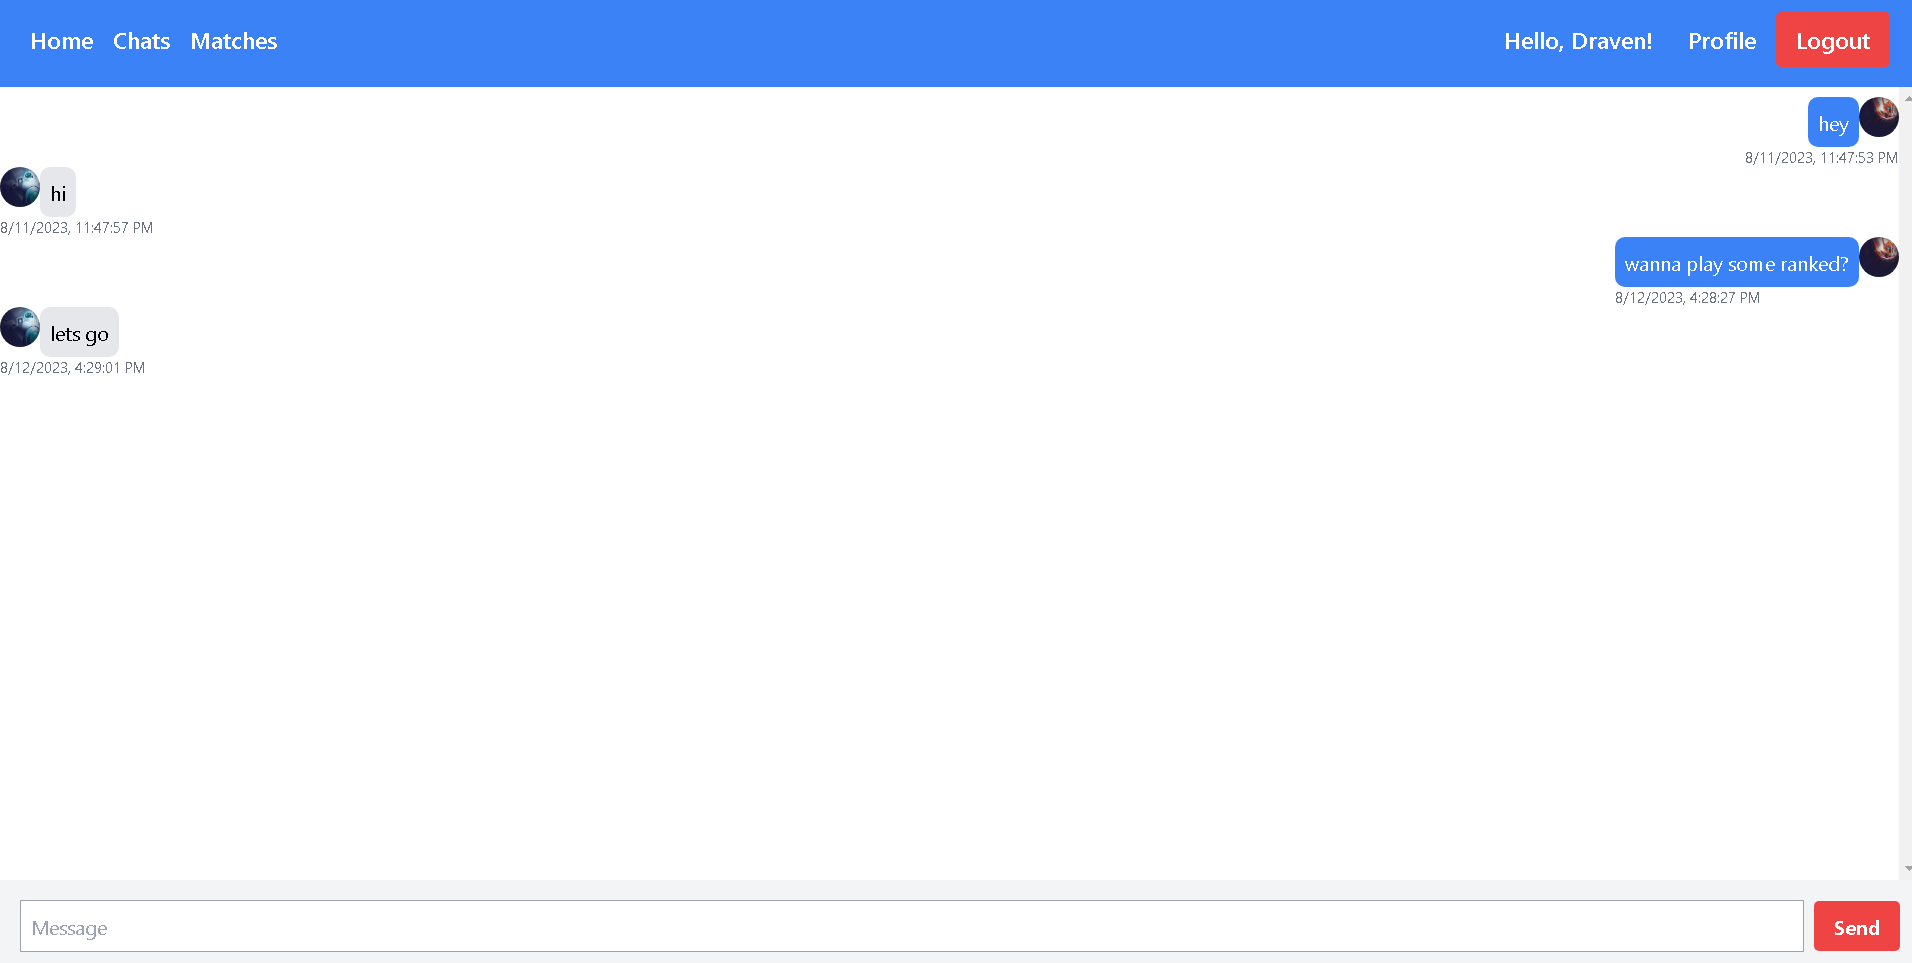 Home Chats Matches Hello, Draven! Profile Logout
hey
8/11/2023, 11:47:53 PM
hi
8/11/2023, 11:47:57 PM
wanna play some ranked?
8/12/2023, 4:28:27 PM
lets go
8/12/2023, 4:29:01 PM
Message Send